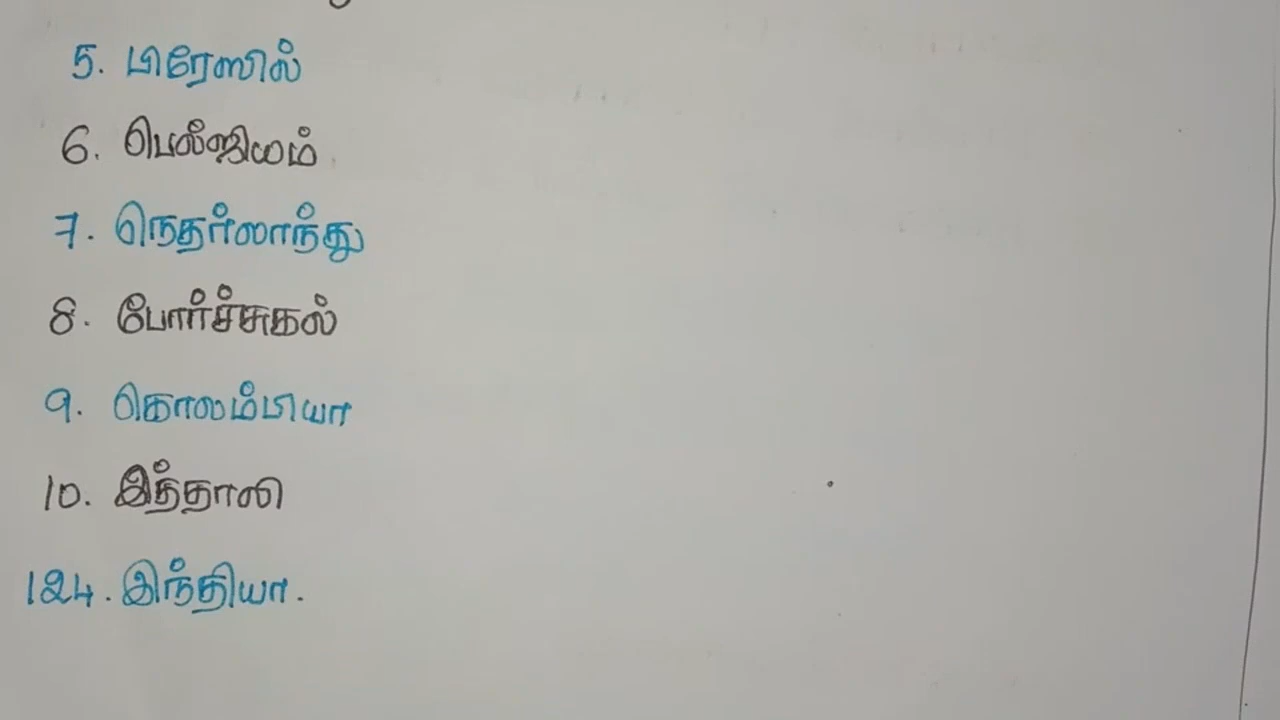 5. பிரேஸில்
6. பெல்ஜியம்
7. நெதர்லாந்து
8. போர்ச்சுகல்
9. கொலம்பியா
10. இத்தாலி
124. இந்தியா.